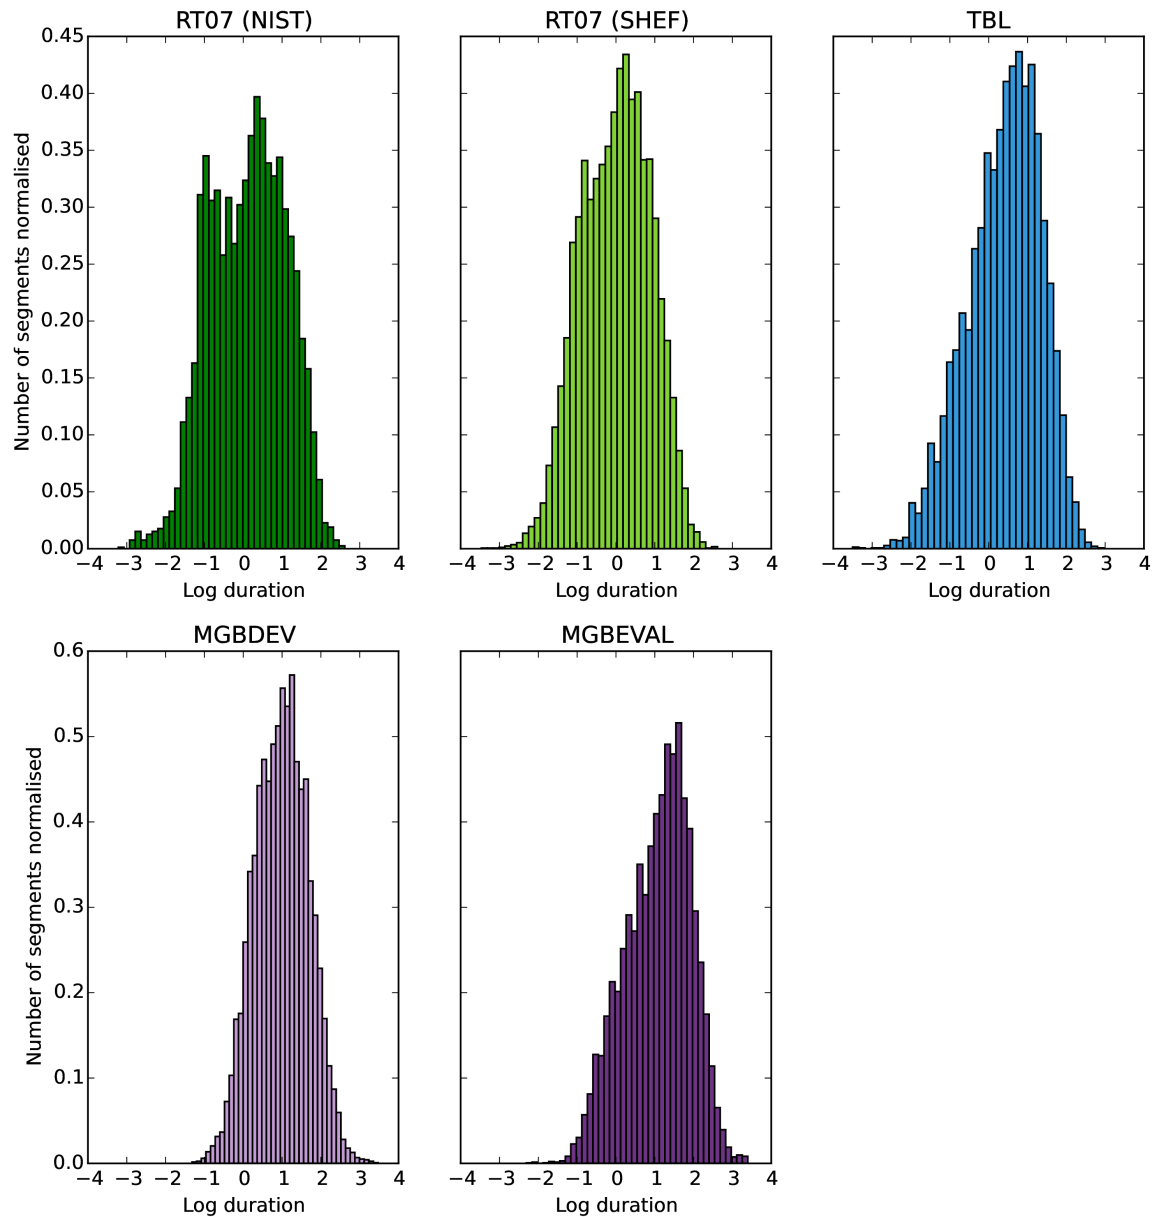 RT07 (NIST)
RT07 (SHEF)
TBL
0.45
0.40
0.35
0.30
0.25
0.20
0.15
0.10
0.05
0.00
Number of segments normalised
−4 −3 −2 −1 0 1 2 3 4
−4 −3 −2 −1 0 1 2 3 4
−4 −3 −2 −1 0 1 2 3 4
Log duration
Log duration
Log duration
MGBDEV
MGBEVAL
0.6
0.5
0.4
0.3
0.2
0.1
0.0
Number of segments normalised
−4 −3 −2 −1 0 1 2 3 4
−4 −3 −2 −1 0 1 2 3 4
Log duration
Log duration